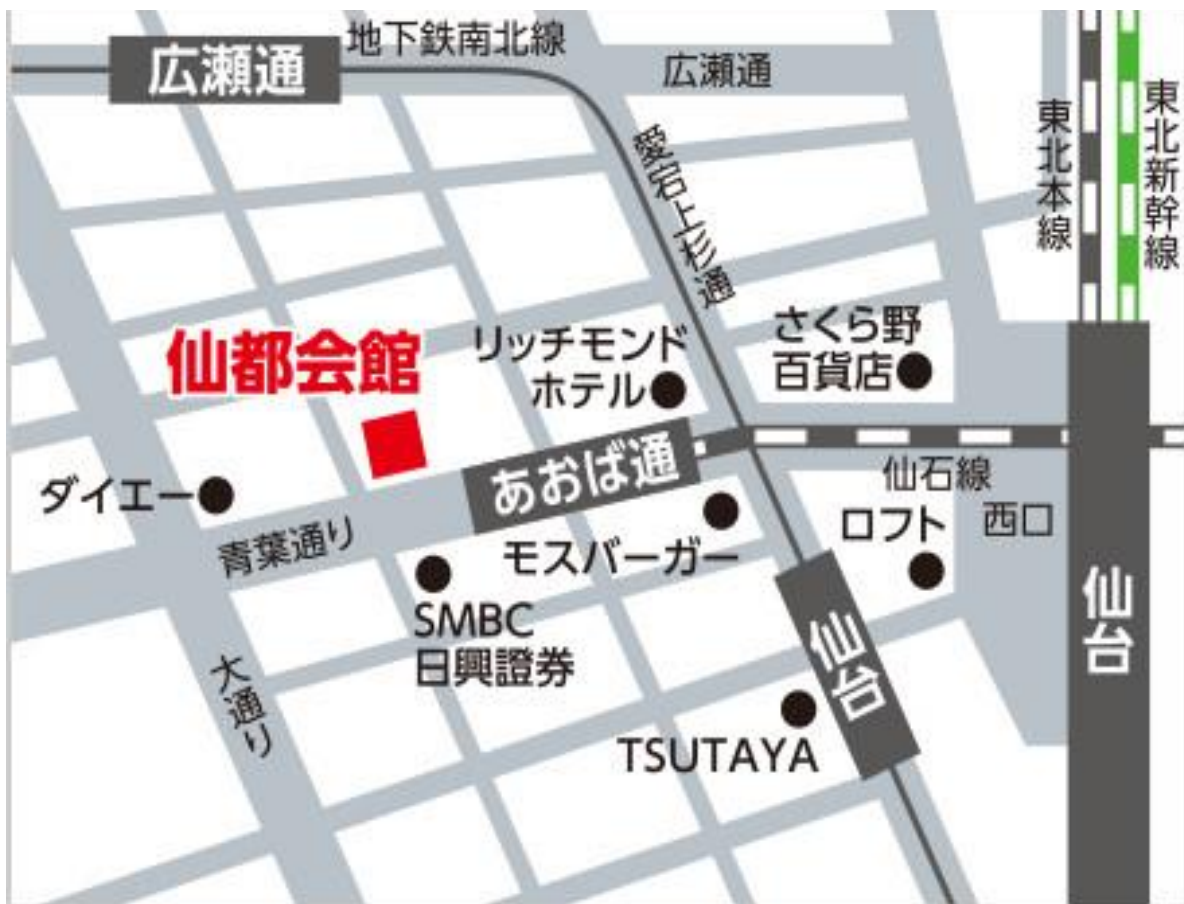 地下鉄南北線
広瀬通
広瀬通
東北本線
東北新幹線
愛宕上杉通
さくら野
百貨店
リッチモンド
ホテル
仙都会館
あおば通
仙石線
ダイエー
青葉通り
モスバーガー
ロフト
西口
SMBC
日興證券
仙台
仙台
大通り
TSUTAYA